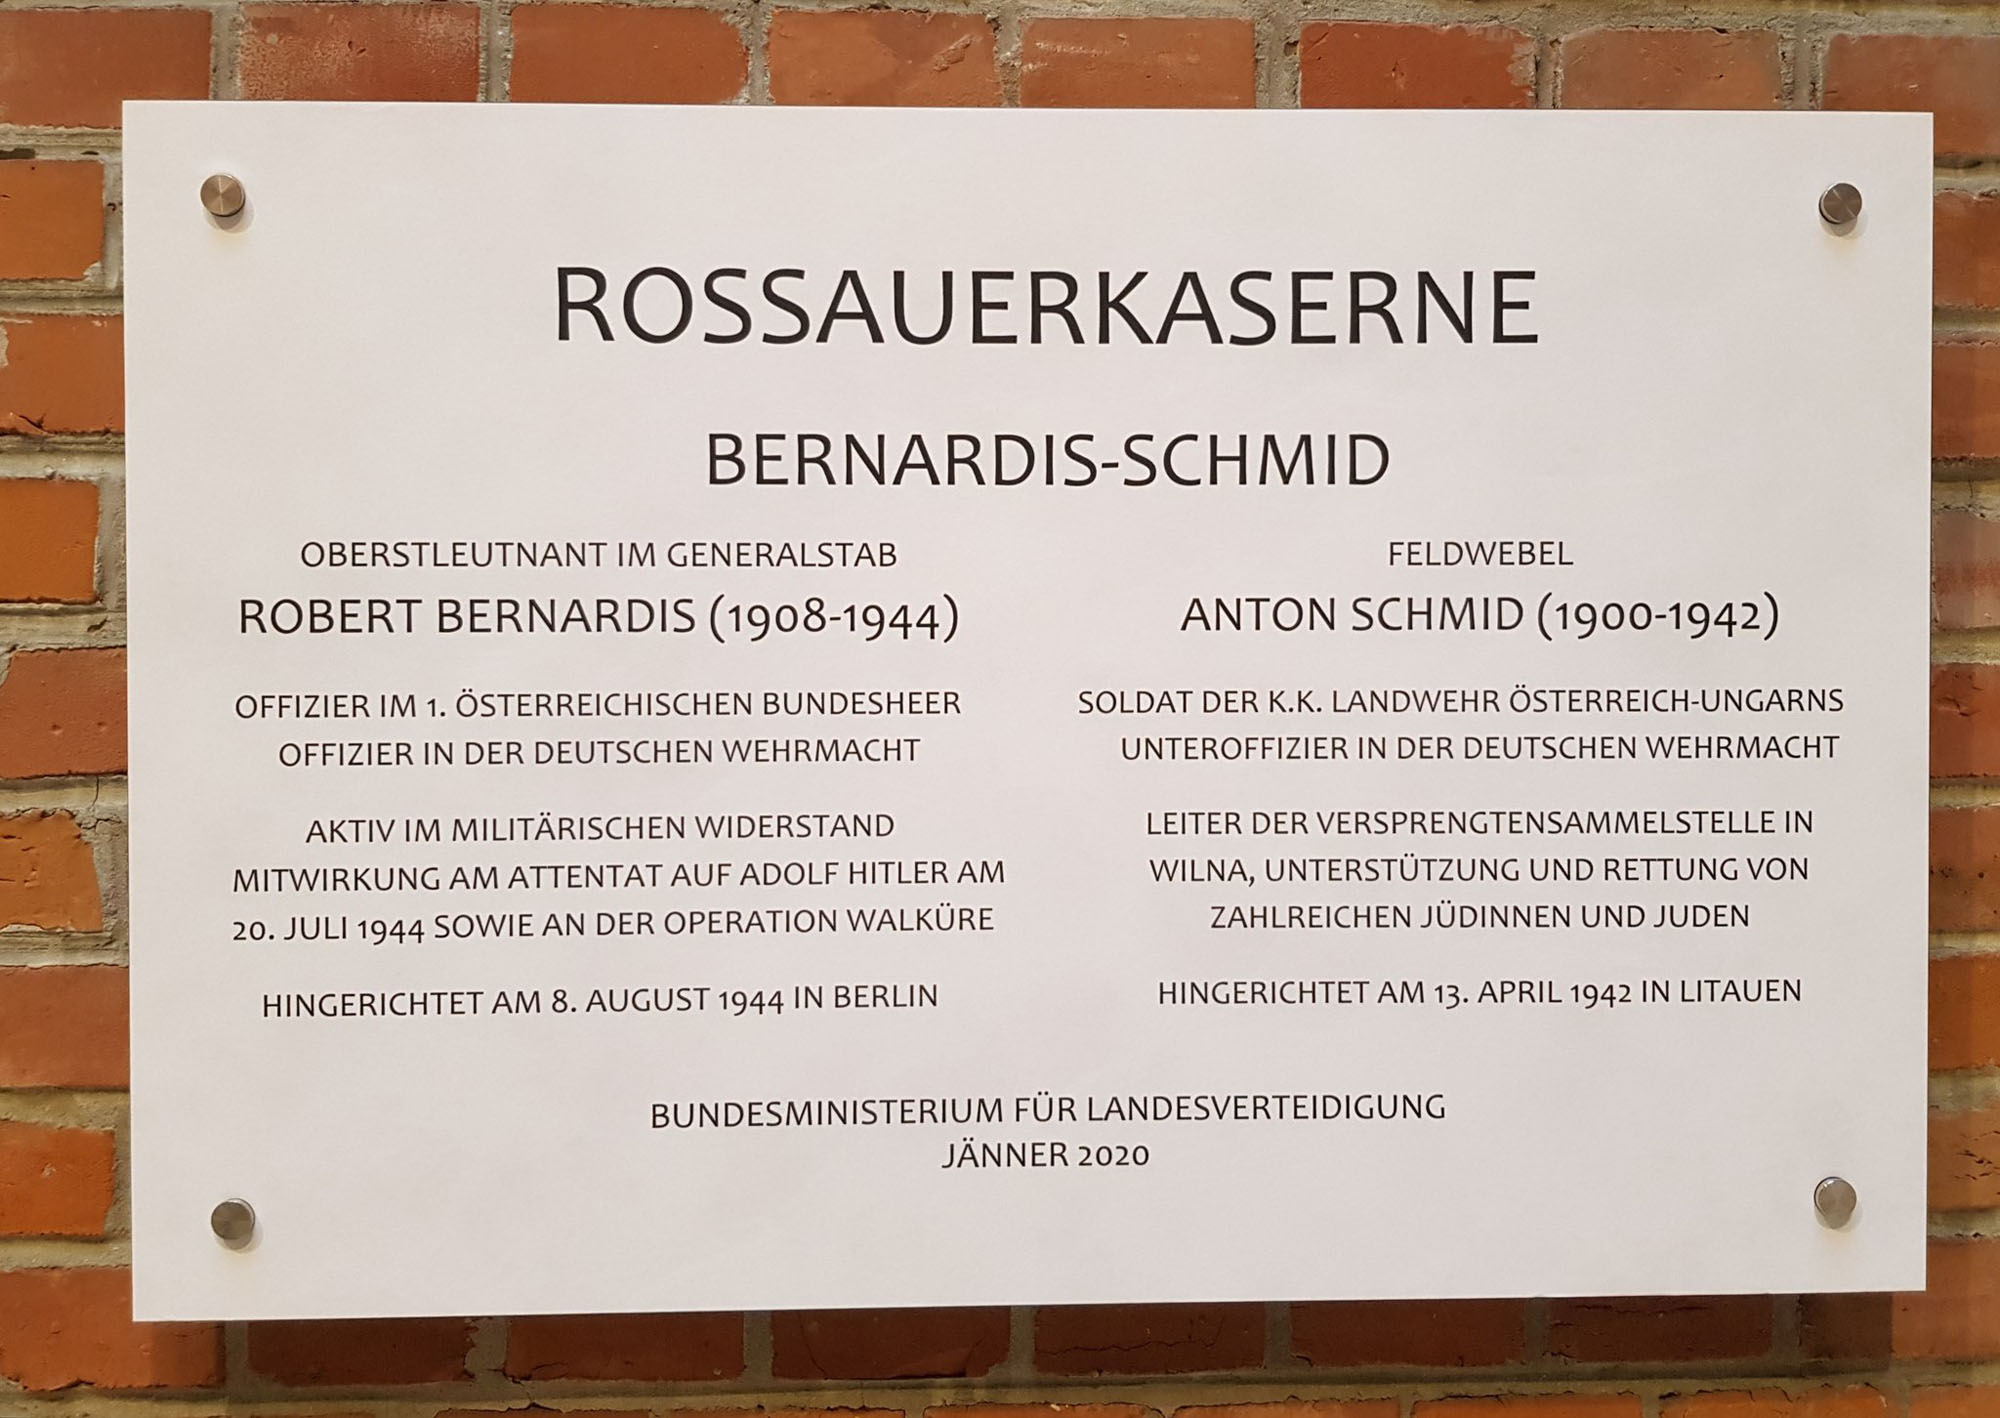 ROSSAUERKASERNE
BERNARDIS-SCHMID
OBERSTLEUTNANT IM GENERALSTAB
ROBERT BERNARDIS (1908-1944)
OFFIZIER IM 1. ÖSTERREICHISCHEN BUNDESHEER
OFFIZIER IN DER DEUTSCHEN WEHRMACHT
AKTIV IM MILITÄRISCHEN WIDERSTAND
MITWIRKUNG AM ATTENTAT AUF ADOLF HITLER AM
20. JULI 1944 SOWIE AN DER OPERATION WALKÜRE
HINGERICHTET AM 8. AUGUST 1944 IN BERLIN
FELDWEBEL
ANTON SCHMID (1900-1942)
SOLDAT DER K.K. LANDWEHR ÖSTERREICH-UNGARNS
UNTEROFFIZIER IN DER DEUTSCHEN WEHRMACHT
LEITER DER VERSPRENGTENSAMMELSTELLE IN
WILNA, UNTERSTÜTZUNG UND RETTUNG VON
ZAHLREICHEN JÜDINNEN UND JUDEN
HINGERICHTET AM 13. APRIL 1942 IN LITAUEN
BUNDESMINISTERIUM FÜR LANDESVERTEIDIGUNG
JÄNNER 2020